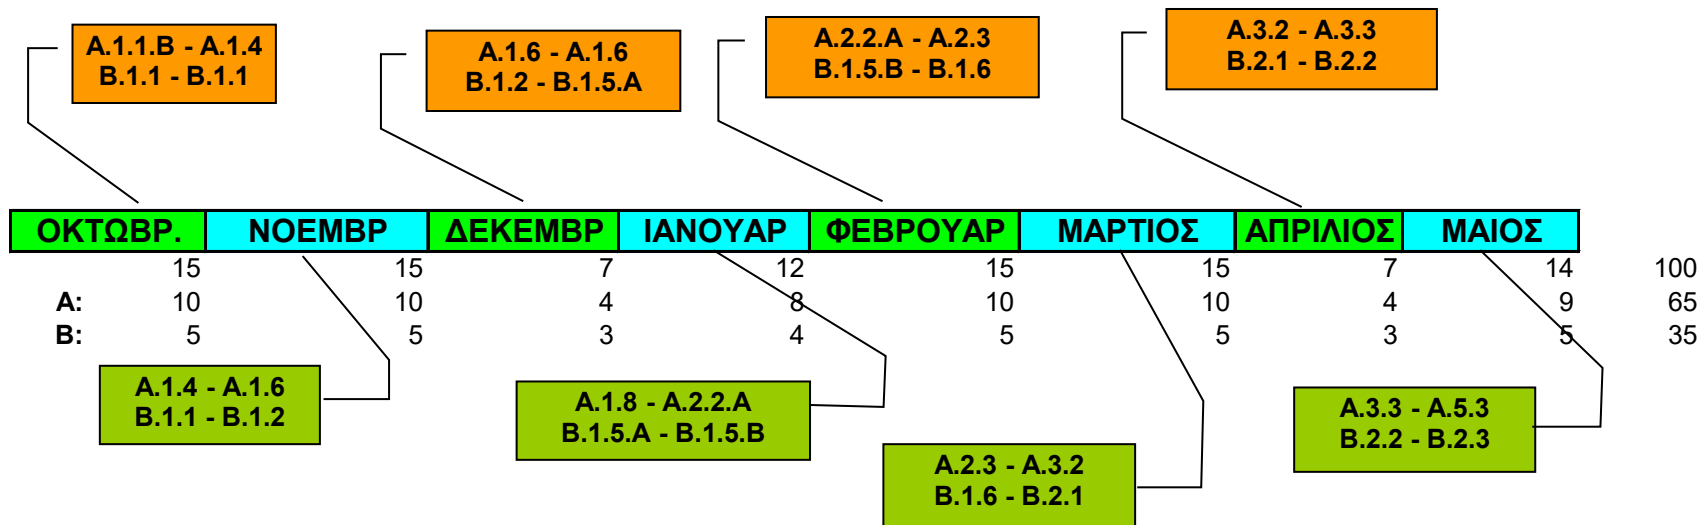 Α.1.1.Β - Α.1.4
Β.1.1 - Β.1.1
Α.1.6 - Α.1.6
Β.1.2 - Β.1.5.Α
Α.2.2.Α - Α.2.3
Β.1.5.Β - Β.1.6
Α.3.2 - Α.3.3
Β.2.1 - Β.2.2
ΟΚΤΩΒΡ. ΝΟΕΜΒΡ ΔΕΚΕΜΒΡ ΙΑΝΟΥΑΡ ΦΕΒΡΟΥΑΡ ΜΑΡΤΙΟΣ ΑΠΡΙΛΙΟΣ ΜΑΙΟΣ
15 15 7 12 15 15 7 14 100
Α: 10 10 4 8 10 10 4 9 65
Β: 5 5 3 4 5 5 3 5 35
Α.1.4 - Α.1.6
Β.1.1 - Β.1.2
Α.1.8 - Α.2.2.Α
Β.1.5.Α - Β.1.5.Β
Α.2.3 - Α.3.2
Β.1.6 - Β.2.1
Α.3.3 - Α.5.3
Β.2.2 - Β.2.3